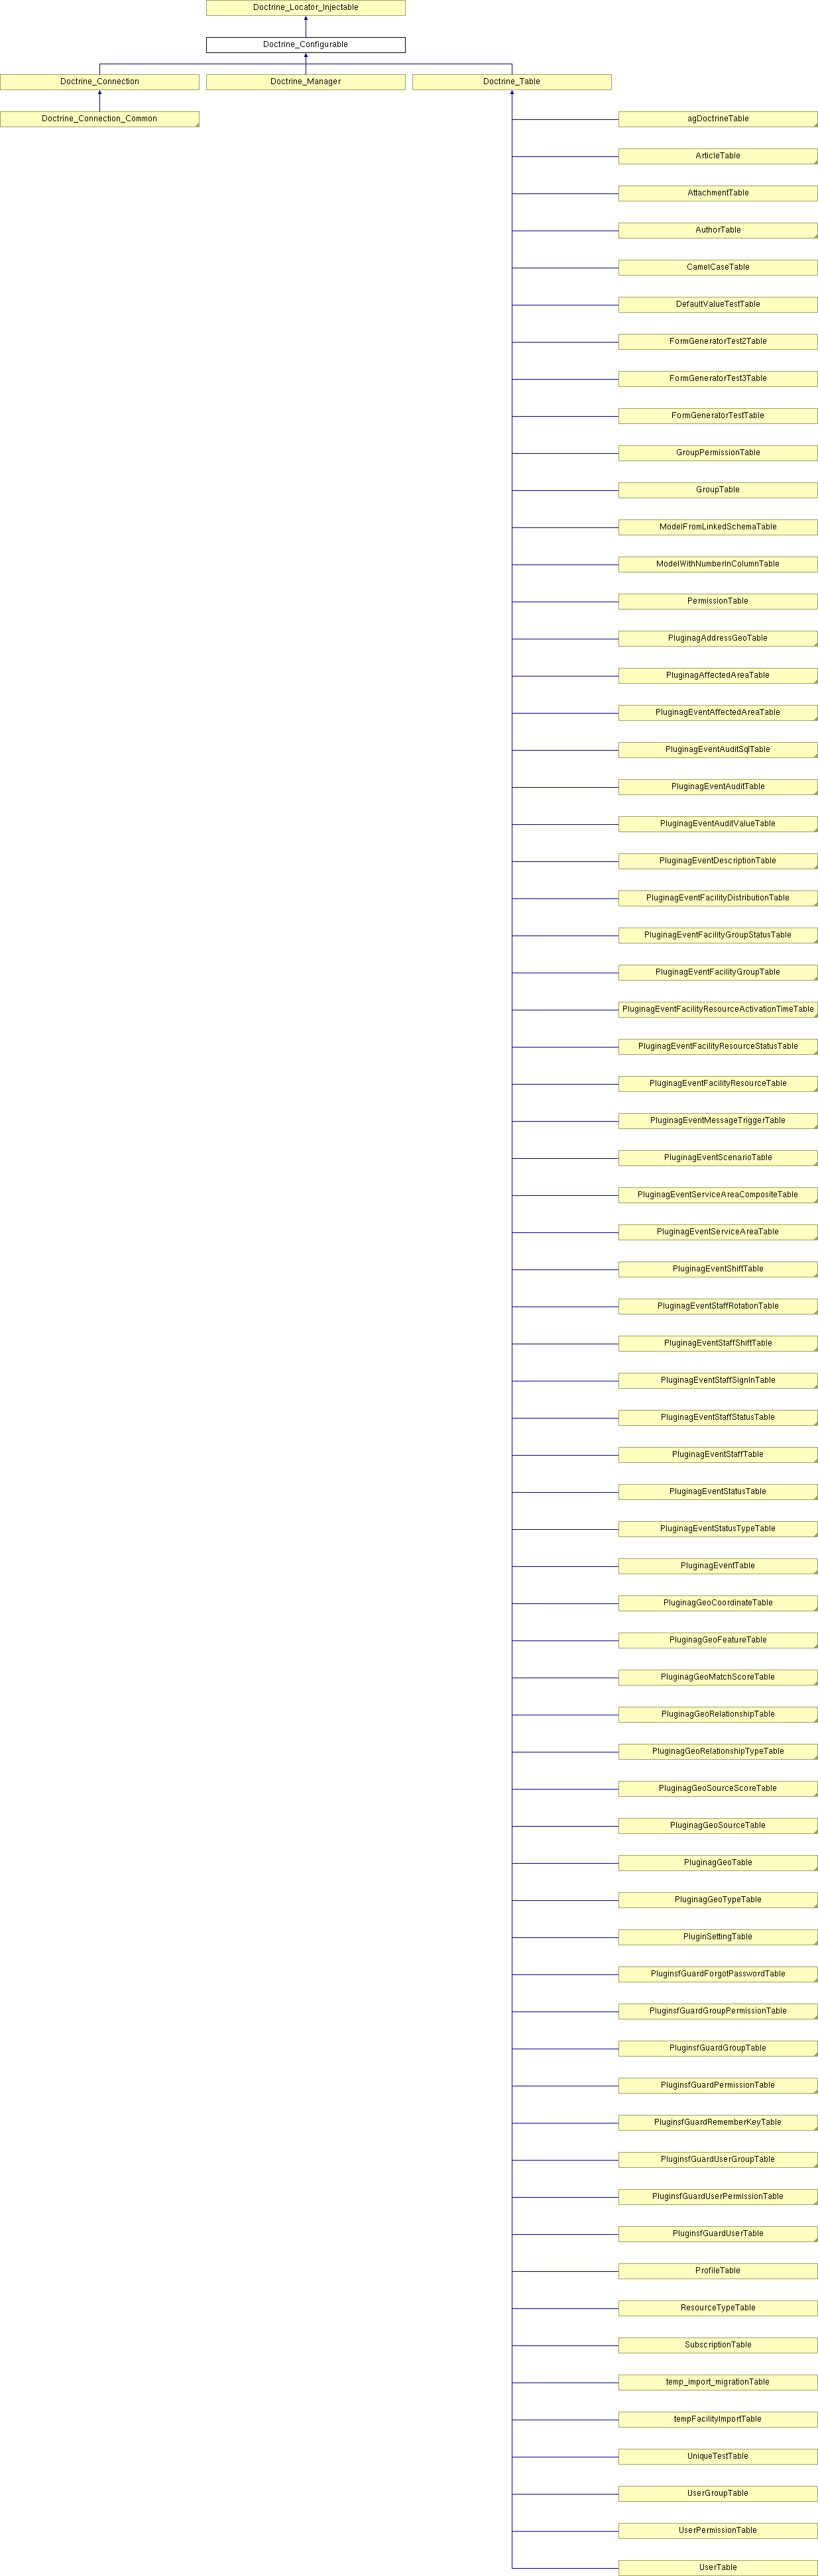 Doctrine_Locator_Injectable
Doctrine_Configurable
Doctrine_Connection
Doctrine_Manager
Doctrine_Table
Doctrine_Connection_Common
agDoctrineTable
ArticleTable
AttachmentTable
AuthorTable
CamelCaseTable
DefaultValueTestTable
FormGeneratorTest2Table
FormGeneratorTest3Table
FormGeneratorTestTable
GroupPermissionTable
GroupTable
ModelFromLinkedSchemaTable
ModelWithNumberInColumnTable
PermissionTable
PluginagAddressGeoTable
PluginagAffectedAreaTable
PluginagEventAffectedAreaTable
PluginagEventAuditSqlTable
PluginagEventAuditTable
PluginagEventAuditValueTable
PluginagEventDescriptionTable
PluginagEventFacilityDistributionTable
PluginagEventFacilityGroupStatusTable
PluginagEventFacilityGroupTable
PluginagEventFacilityResourceActivationTimeTable
PluginagEventFacilityResourceStatusTable
PluginagEventFacilityResourceTable
PluginagEventMessageTriggerTable
PluginagEventScenarioTable
PluginagEventServiceAreaCompositeTable
PluginagEventServiceAreaTable
PluginagEventShiftTable
PluginagEventStaffRotationTable
PluginagEventStaffShiftTable
PluginagEventStaffSignInTable
PluginagEventStaffStatusTable
PluginagEventStaffTable
PluginagEventStatusTable
PluginagEventStatusTypeTable
PluginagEventTable
PluginagGeoCoordinateTable
PluginagGeoFeatureTable
PluginagGeoMatchScoreTable
PluginagGeoRelationshipTable
PluginagGeoRelationshipTypeTable
PluginagGeoSourceScoreTable
PluginagGeoSourceTable
PluginagGeoTable
PluginagGeoTypeTable
PluginSettingTable
PluginsfGuardForgotPasswordTable
PluginsfGuardGroupPermissionTable
PluginsfGuardGroupTable
PluginsfGuardPermissionTable
PluginsfGuardRememberKeyTable
PluginsfGuardUserGroupTable
PluginsfGuardUserPermissionTable
PluginsfGuardUserTable
ProfileTable
ResourceTypeTable
SubscriptionTable
temp_import_migrationTable
tempFacilityImportTable
UniqueTestTable
UserGroupTable
UserPermissionTable
UserTable